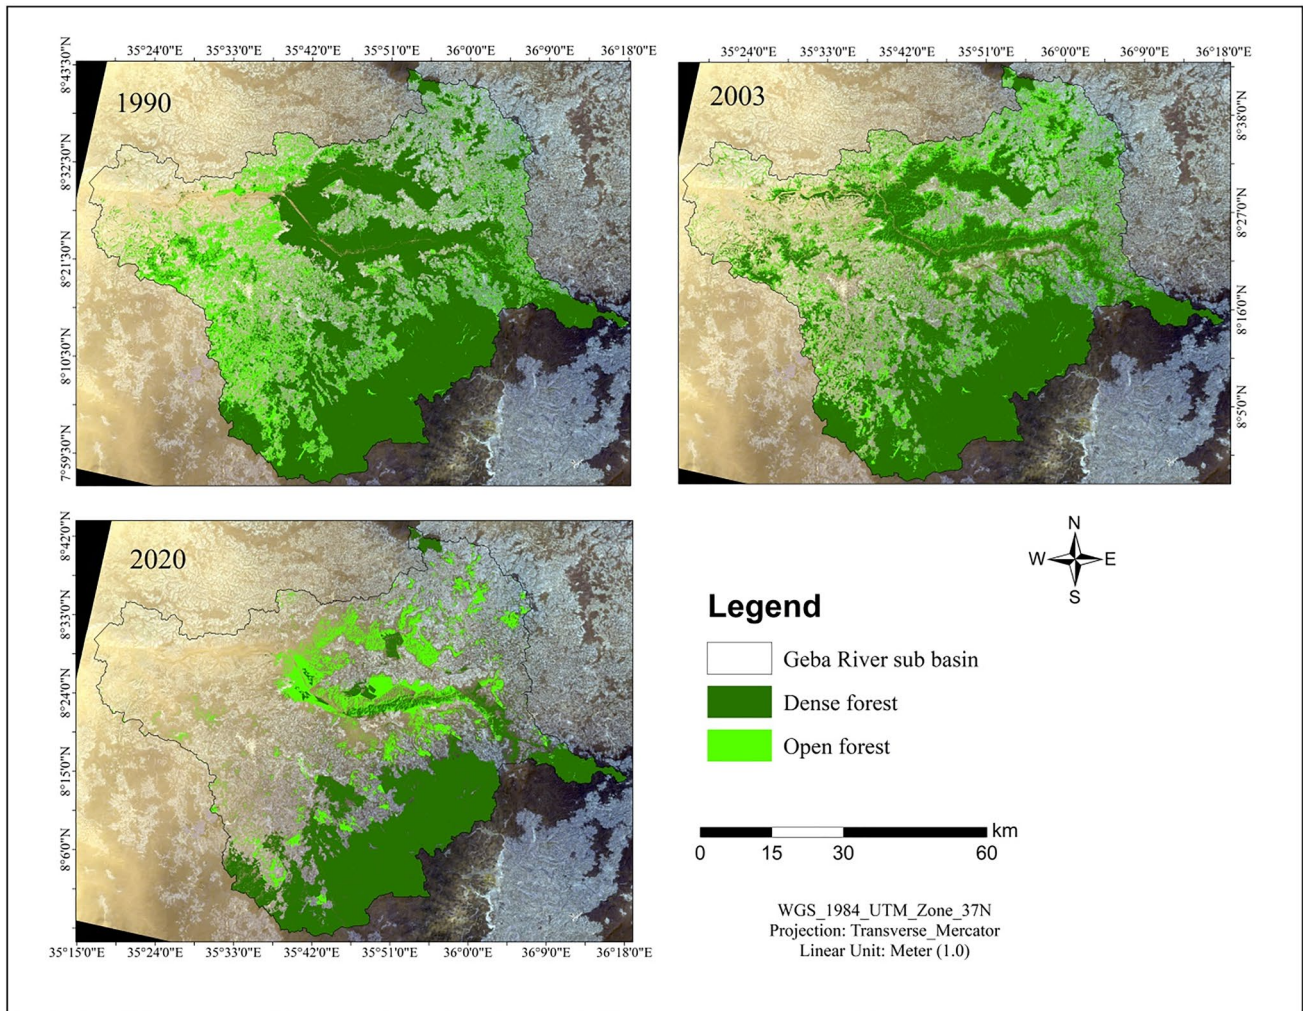 35°24'0"E 35°33'0"E 35°42'0"E 35°51'0"E 36°0'0"E 36°9'0"E 36°18'0"E
35°24'0"E 35°33'0"E 35°42'0"E 35°51'0"E 36°0'0"E 36°9'0"E 36°18'0"E
8°43'30"N
8°32'30"N
8°21'30"N
8°10'30"N
7°59'30"N
1990
2003
8°38'0"N
8°27'0"N
8°16'0"N
8°5'0"N
8°42'0"N
8°33'0"N
8°24'0"N
8°15'0"N
8°6'0"N
2020
35°15'0"E 35°24'0"E 35°33'0"E 35°42'0"E 35°51'0"E 36°0'0"E 36°9'0"E 36°18'0"E
N
W E
S
Legend
Geba River sub basin
Dense forest
Open forest
km
0 15 30 60
WGS_1984_UTM_Zone_37N
Projection: Transverse_Mercator
Linear Unit: Meter (1.0)